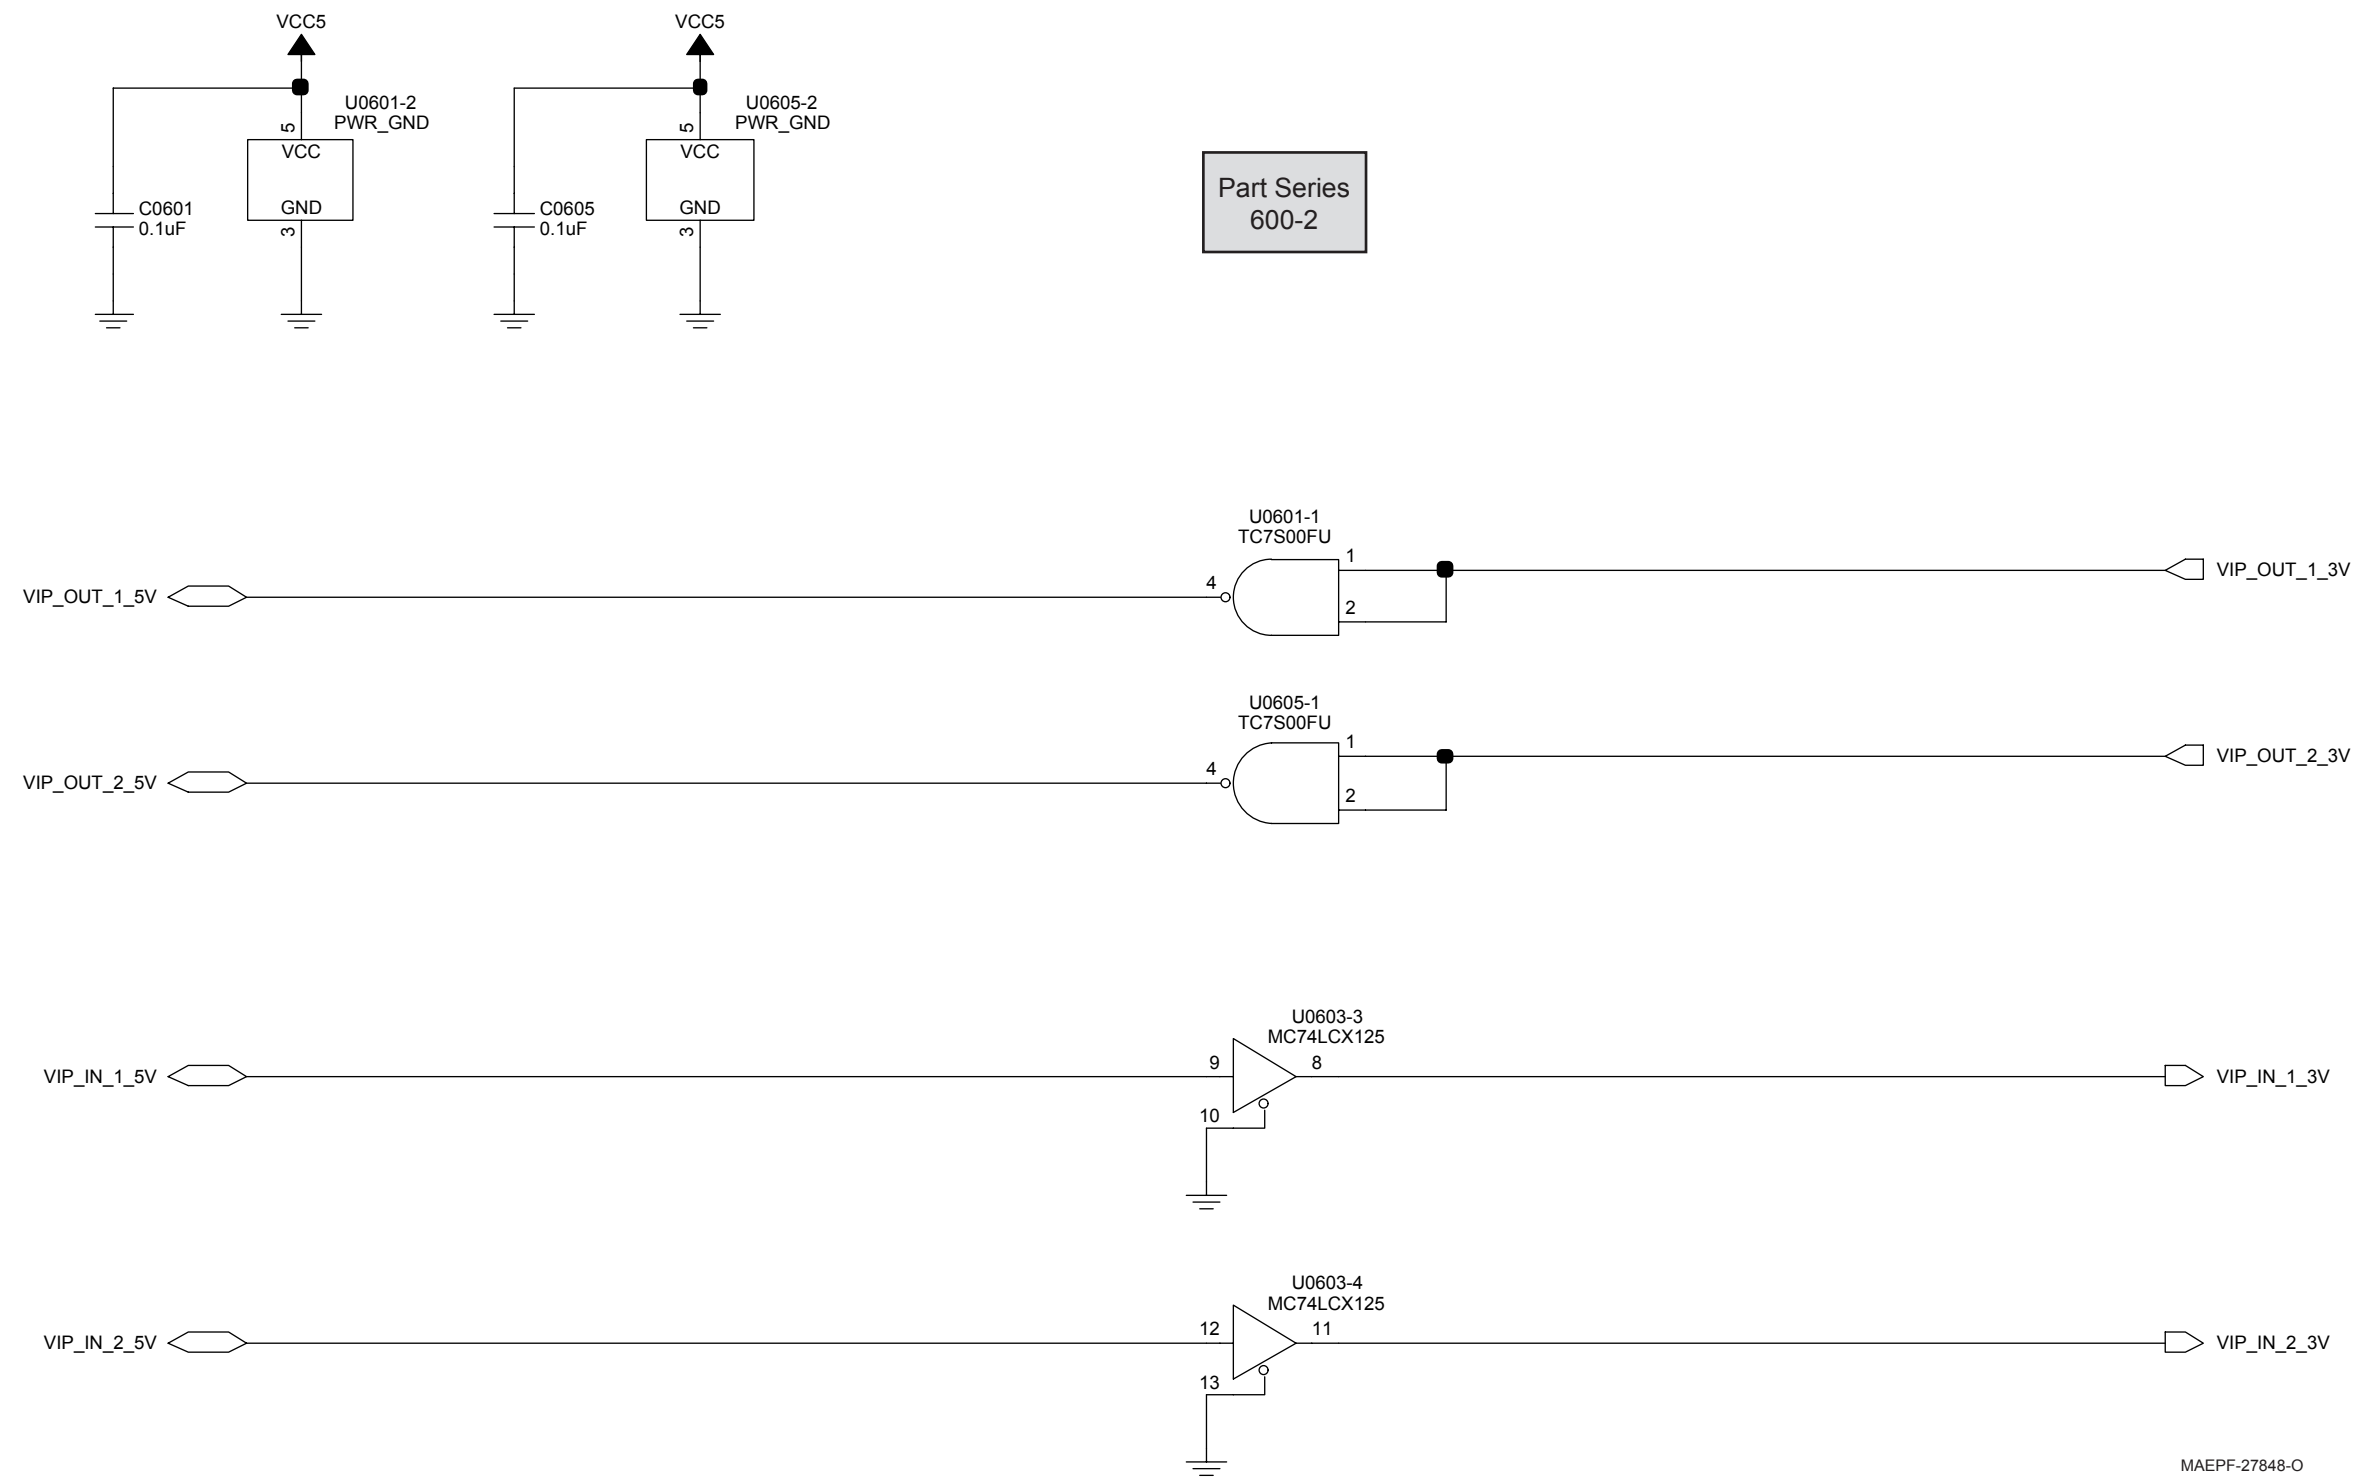 VCC5
VCC5
U0601-2
PWR_GND
U0605-2
PWR_GND
5
VCC
5
VCC
Part Series
600-2
C0601
0.1uF
GND
3
C0605
0.1uF
GND
3
U0601-1
TC7S00FU
1
VIP_OUT_1_3V
4
VIP_OUT_1_5V
2
U0605-1
TC7S00FU
1
VIP_OUT_2_3V
4
VIP_OUT_2_5V
2
U0603-3
MC74LCX125
9
8
VIP_IN_1_5V
VIP_IN_1_3V
10
U0603-4
MC74LCX125
12
11
VIP_IN_2_5V
VIP_IN_2_3V
13
MAEPF-27848-O